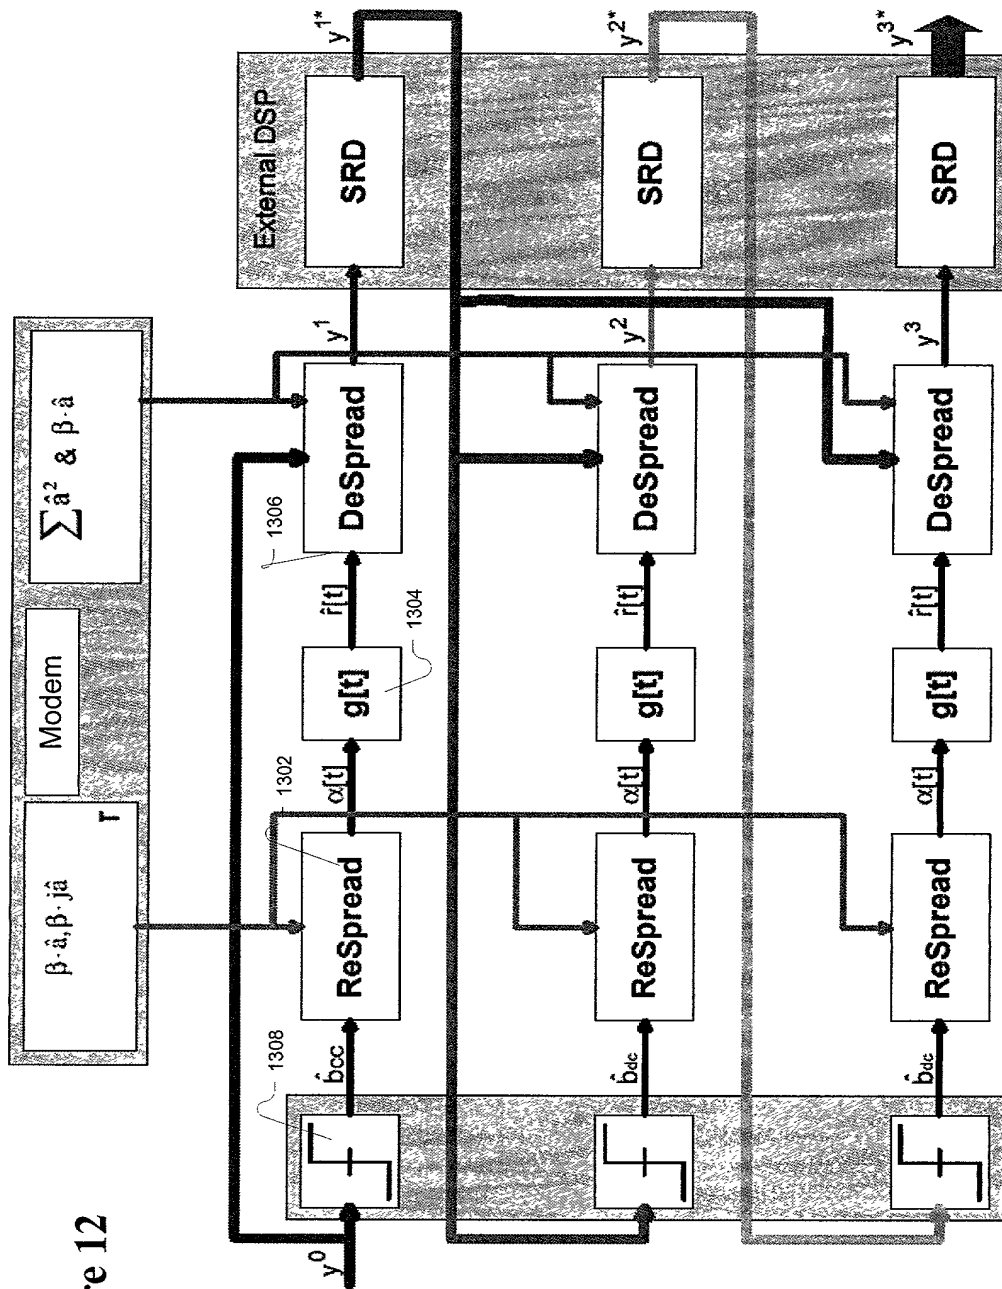 re 12
β·â, β·jâ
r
Modem
∑ â² & β·â
External DSP
y⁰
1308
b̂cc
ReSpread
1302
α[t]
g[t]
1304
r̂[t]
1306
DeSpread
y¹
SRD
y¹*
b̂dc
ReSpread
α[t]
g[t]
r̂[t]
DeSpread
y²
SRD
y²*
b̂dc
ReSpread
α[t]
g[t]
r̂[t]
DeSpread
y³
SRD
y³*